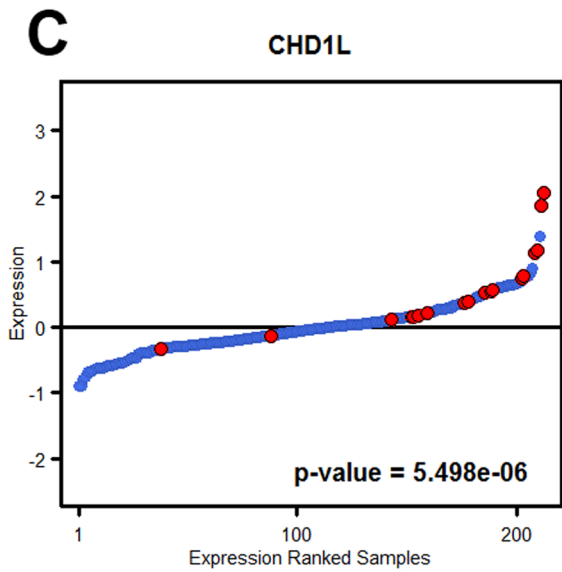 C
CHD1L
3
2
1
0
-1
-2
Expression
p-value = 5.498e-06
1 100 200
Expression Ranked Samples